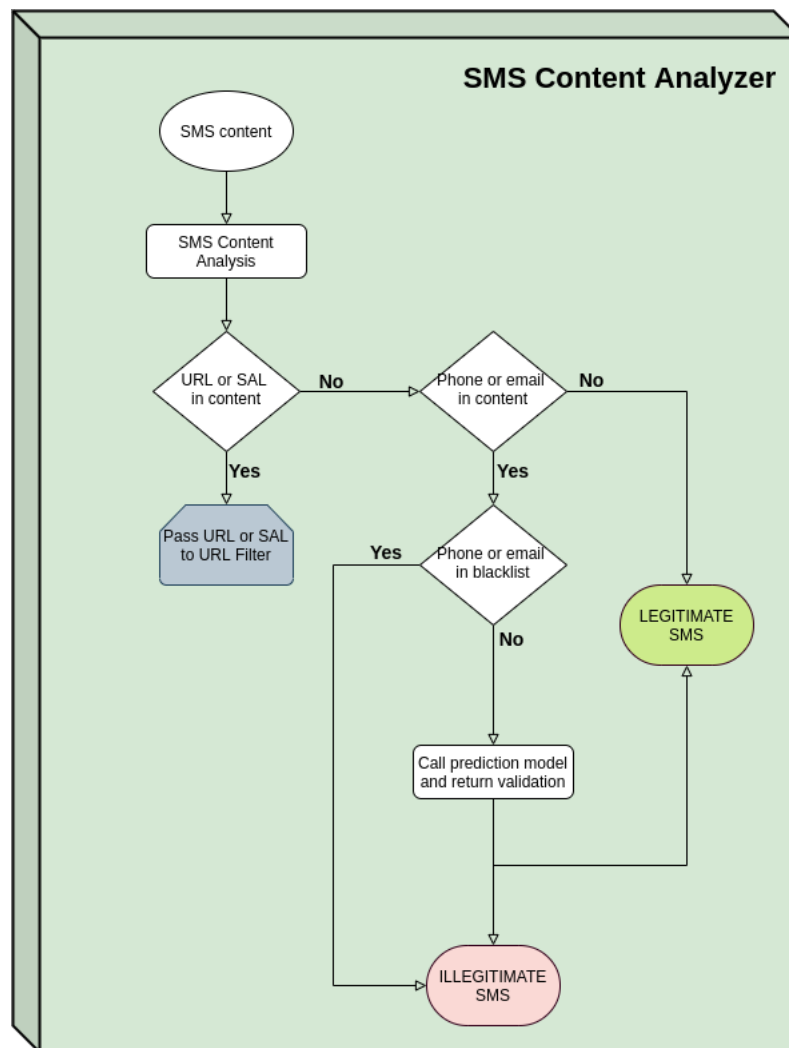 SMS Content Analyzer
SMS content
SMS Content
Analysis
URL or SAL
in content
No
Phone or email
in content
No
Yes
Yes
Pass URL or SAL
to URL Filter
Yes
Phone or email
in blacklist
LEGITIMATE
SMS
No
Call prediction model
and return validation
ILLEGITIMATE
SMS